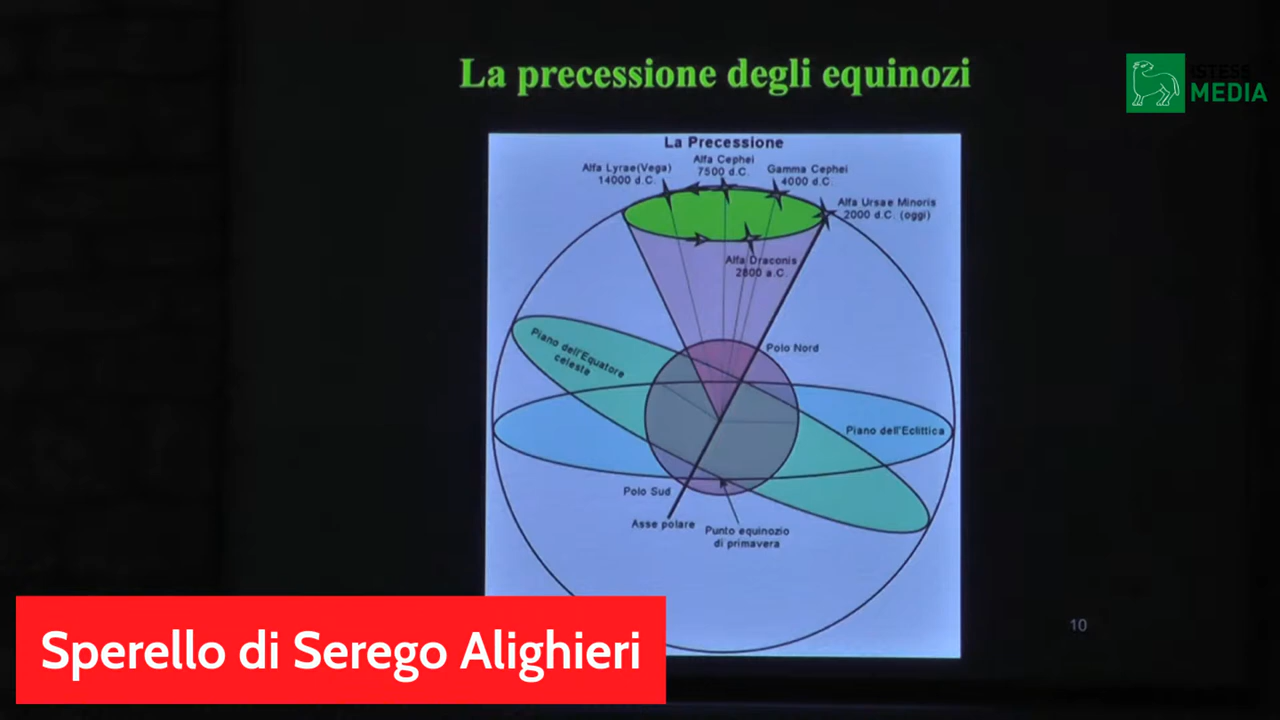 La precessione degli equinozi
ISTESS
MEDIA
La Precessione
Alfa Lyrae(Vega)
14000 d.C.
Alfa Cephei
7500 d.C.
Gamma Cephei
4000 d.C.
Alfa Ursae Minoris
2000 d.C. (oggi)
Alfa Draconis
2800 a.C.
Piano dell'Equatore
celeste
Polo Nord
Piano dell'Eclittica
Polo Sud
Asse polare
Punto equinozio
di primavera
10
Sperello di Serego Alighieri